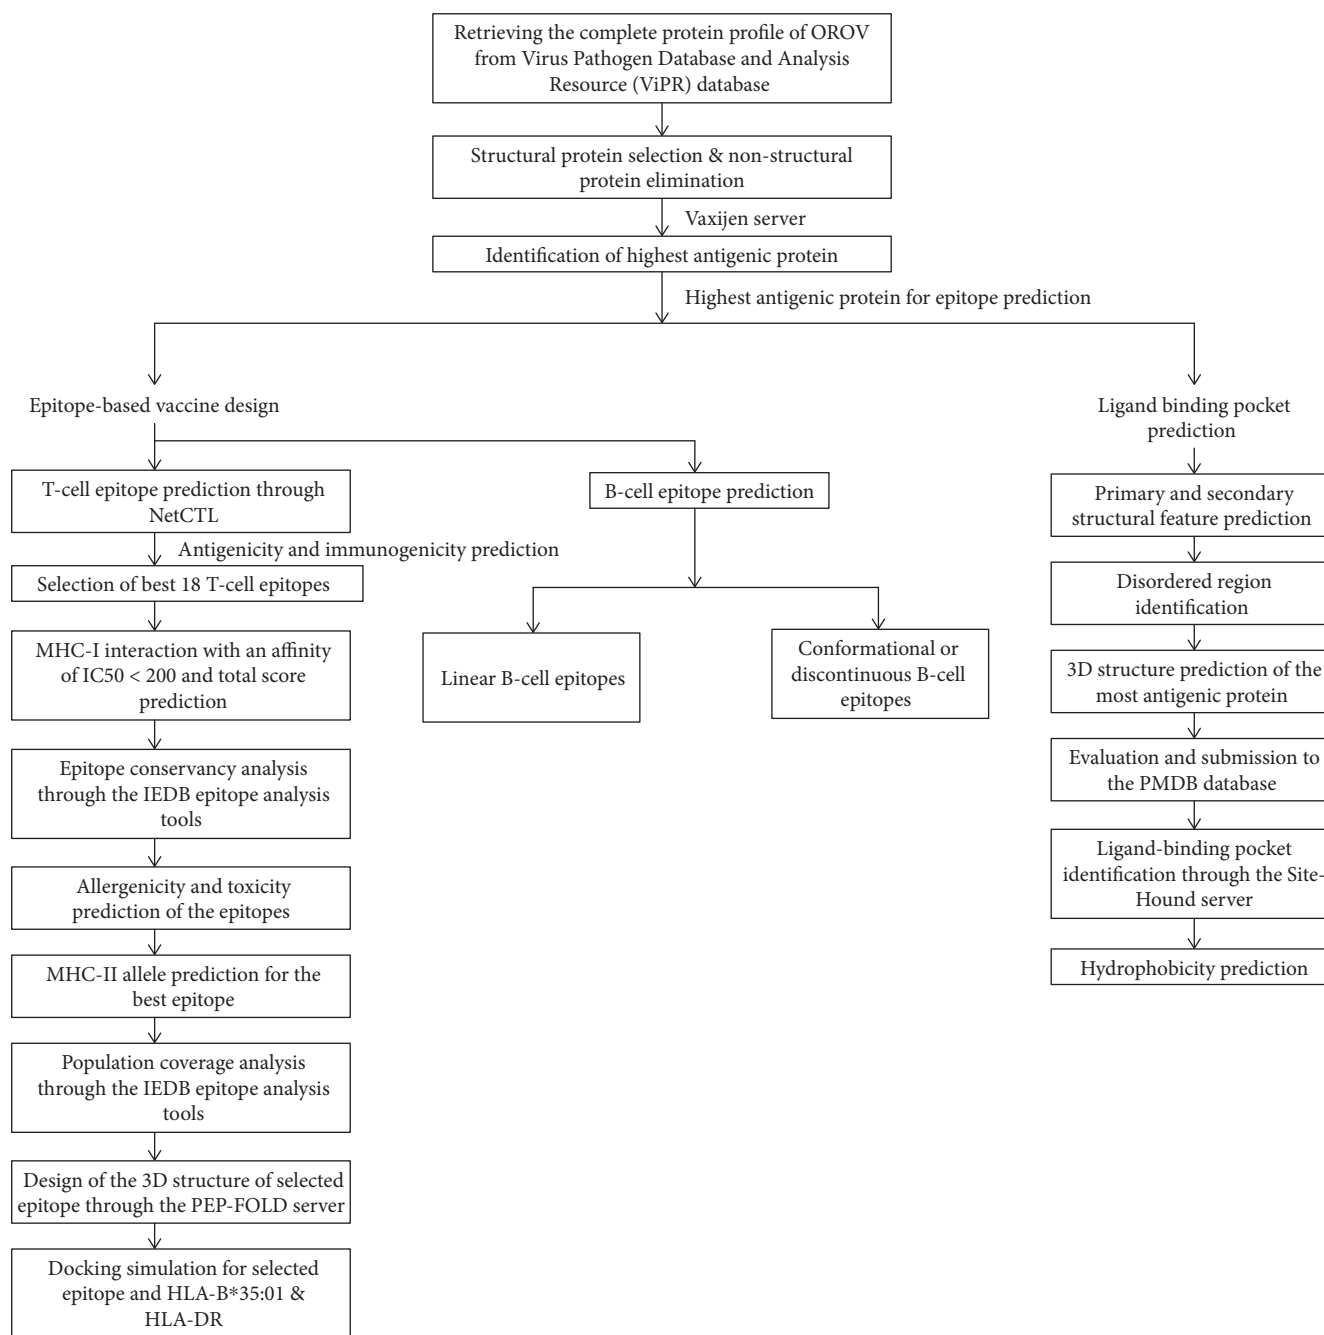 Retrieving the complete protein profile of OROV
from Virus Pathogen Database and Analysis
Resource (ViPR) database
Structural protein selection & non-structural
protein elimination
Vaxijen server
Identification of highest antigenic protein
Highest antigenic protein for epitope prediction
Epitope-based vaccine design
T-cell epitope prediction through
NetCTL
Antigenicity and immunogenicity prediction
Selection of best 18 T-cell epitopes
MHC-I interaction with an affinity
of IC50 < 200 and total score
prediction
Epitope conservancy analysis
through the IEDB epitope analysis
tools
Allergenicity and toxicity
prediction of the epitopes
MHC-II allele prediction for the
best epitope
Population coverage analysis
through the IEDB epitope analysis
tools
Design of the 3D structure of selected
epitope through the PEP-FOLD server
Docking simulation for selected
epitope and HLA-B*35:01 &
HLA-DR
B-cell epitope prediction
Linear B-cell epitopes
Conformational or
discontinuous B-cell
epitopes
Ligand binding pocket
prediction
Primary and secondary
structural feature prediction
Disordered region
identification
3D structure prediction of the
most antigenic protein
Evaluation and submission to
the PMDB database
Ligand-binding pocket
identification through the Site-
Hound server
Hydrophobicity prediction